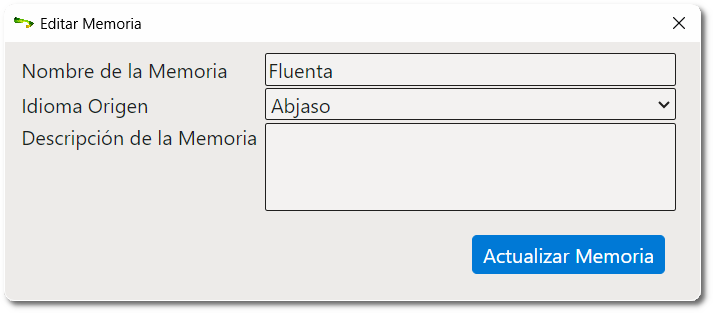 Editar Memoria
Nombre de la Memoria Fluenta
Idioma Origen Abjaso
Descripción de la Memoria
Actualizar Memoria